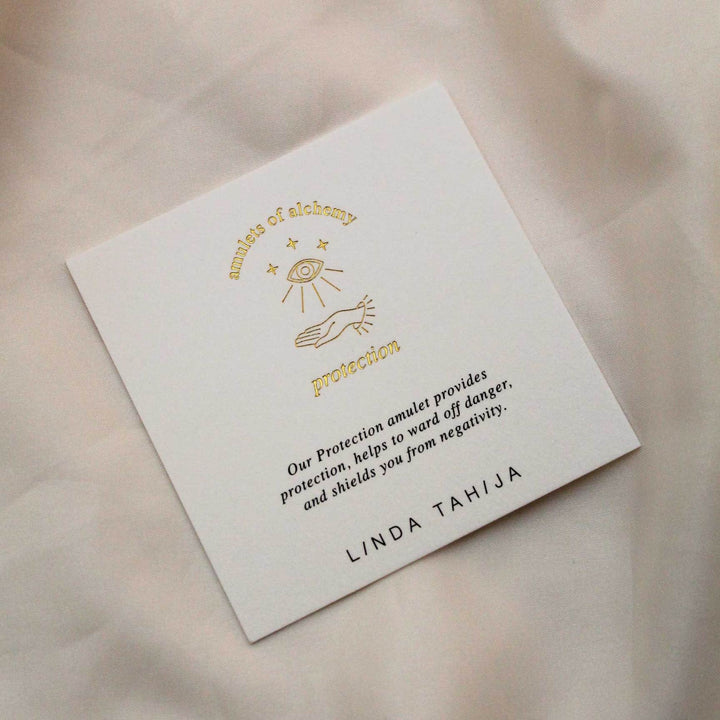 amulets of alchemy
protection
Our Protection amulet provides
protection, helps to ward off danger,
and shields you from negativity.
LINDA TAHIJA